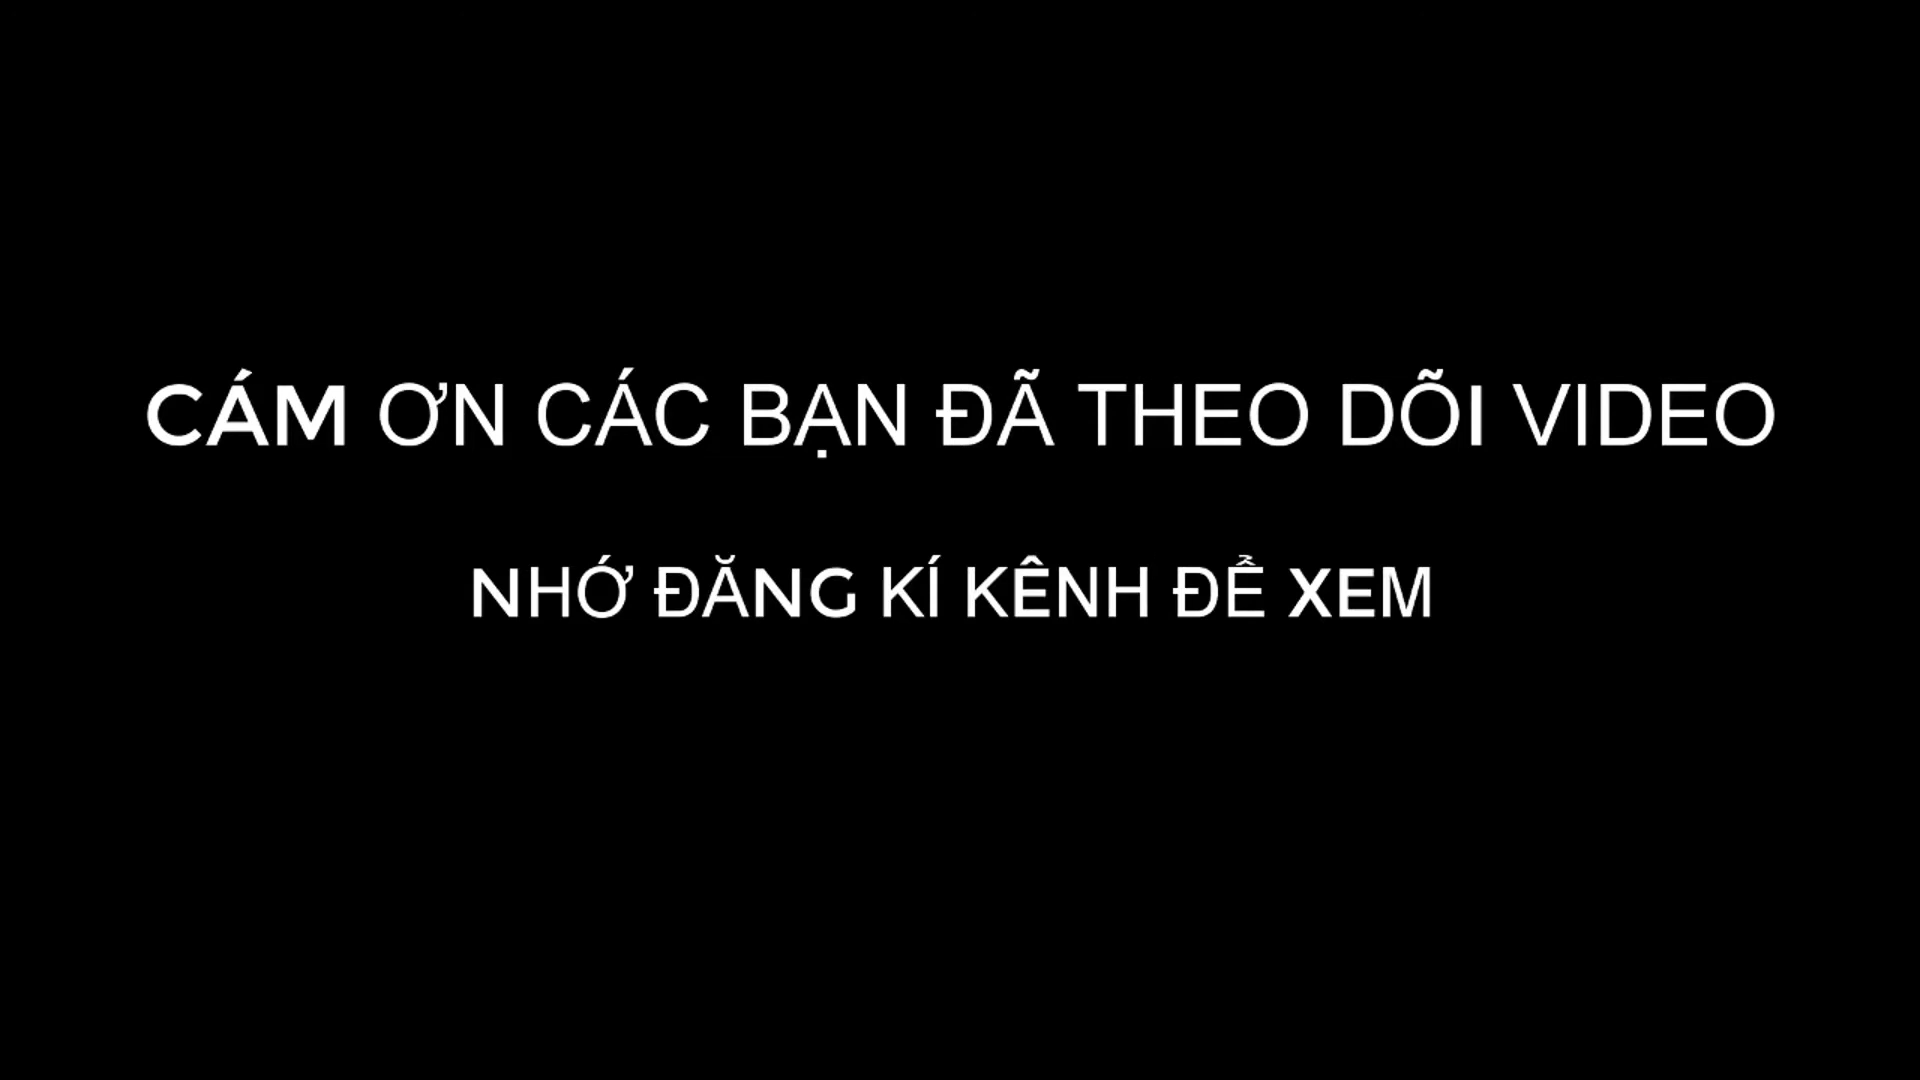 CÁM ƠN CÁC BẠN ĐÃ THEO DÕI VIDEO
NHỚ ĐĂNG KÍ KÊNH ĐỂ XEM